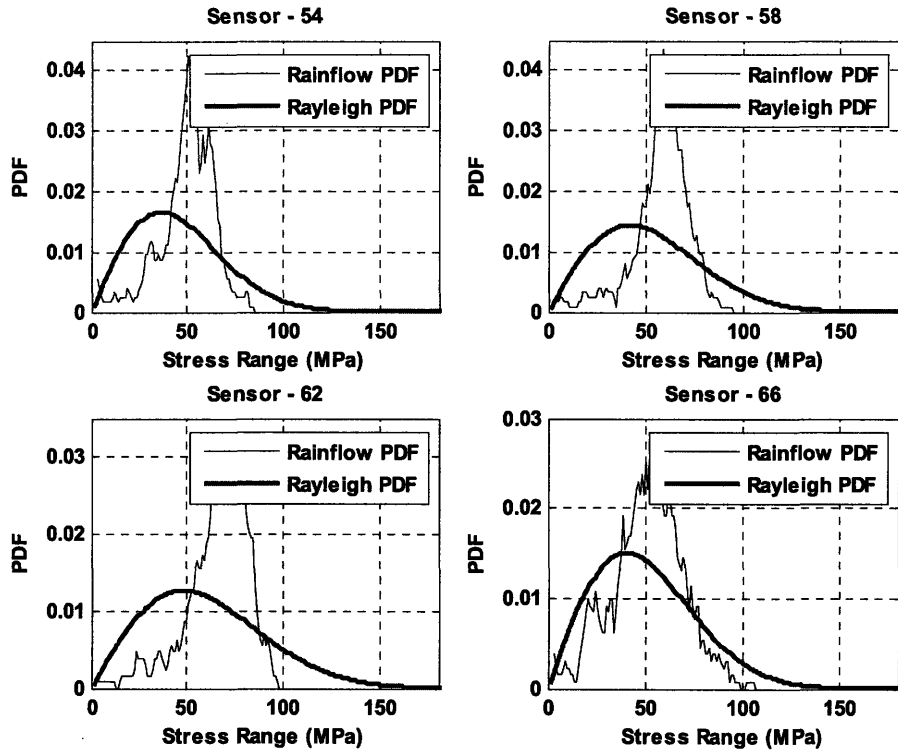 Sensor - 54
0.04
0.03
0.02
0.01
0
PDF
Rainflow PDF
Rayleigh PDF
0 50 100 150
Stress Range (MPa)
Sensor - 58
0.04
0.03
0.02
0.01
0
PDF
Rainflow PDF
Rayleigh PDF
0 50 100 150
Stress Range (MPa)
Sensor - 62
0.03
0.02
0.01
0
PDF
Rainflow PDF
Rayleigh PDF
0 50 100 150
Stress Range (MPa)
Sensor - 66
0.03
0.02
0.01
0
PDF
Rainflow PDF
Rayleigh PDF
0 50 100 150
Stress Range (MPa)